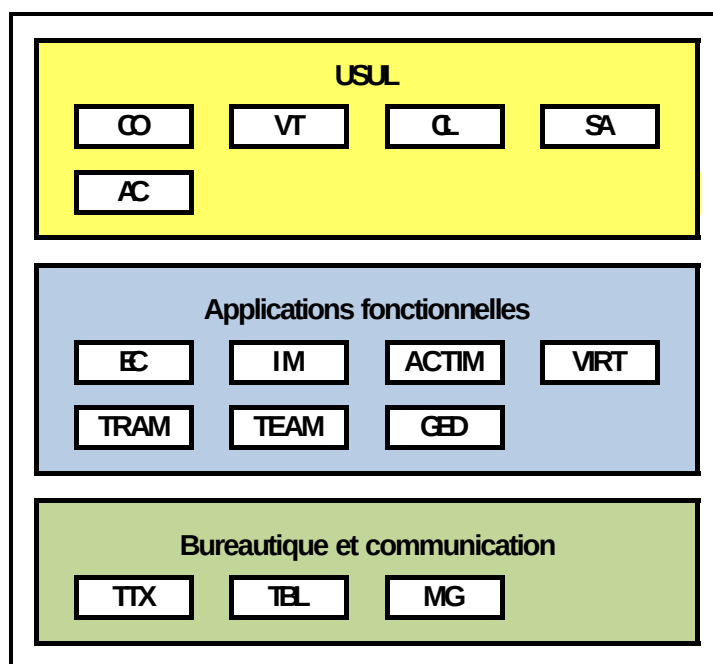 USUL
CO VT CL SA
AC
Applications fonctionnelles
EC IM ACTIM VIRT
TRAM TEAM GED
Bureautique et communication
TTX TBL MG